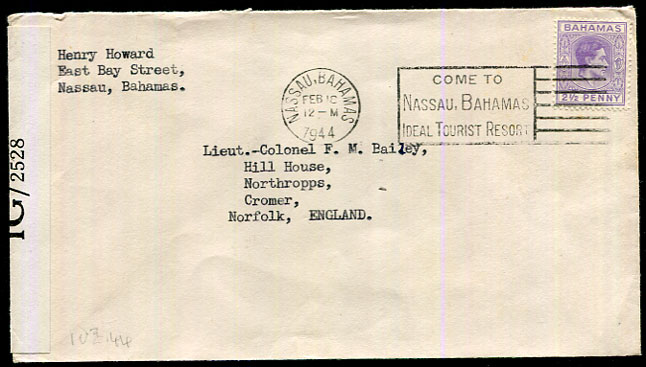 Henry Howard
East Bay Street,
Nassau, Bahamas.
NASSAU, BAHAMAS
FEB 10
12 — M
1944
COME TO
NASSAU, BAHAMAS
IDEAL TOURIST RESORT
BAHAMAS
2½ PENNY
Lieut.-Colonel F. M. Bailey,
Hill House,
Northropps,
Cromer,
Norfolk, ENGLAND.
IG/2528